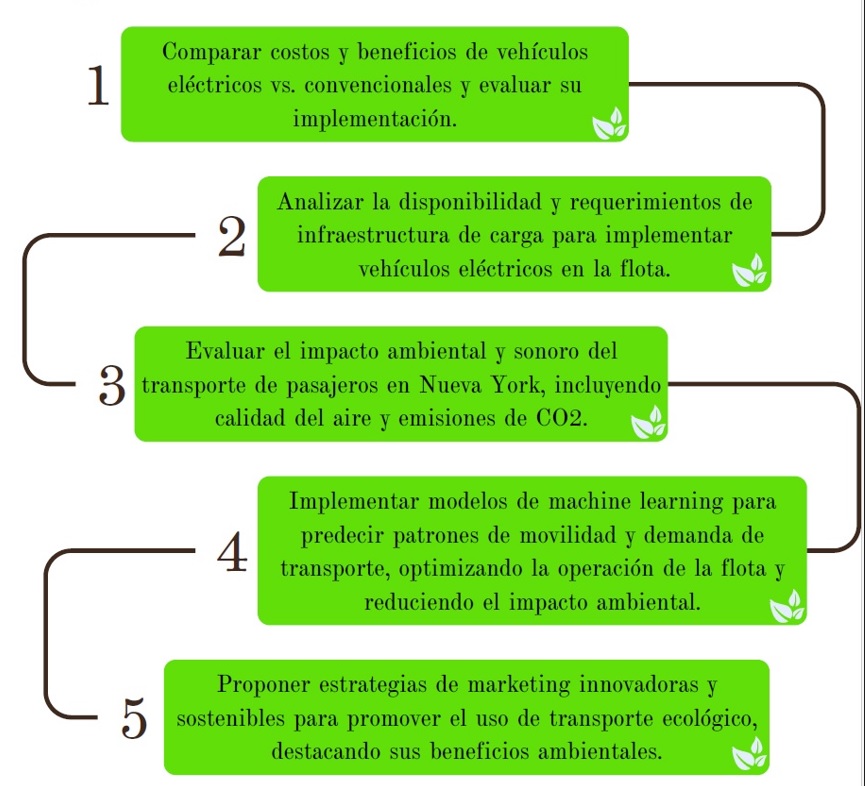 1
Comparar costos y beneficios de vehículos
eléctricos vs. convencionales y evaluar su
implementación.
2
Analizar la disponibilidad y requerimientos de
infraestructura de carga para implementar
vehículos eléctricos en la flota.
3
Evaluar el impacto ambiental y sonoro del
transporte de pasajeros en Nueva York, incluyendo
calidad del aire y emisiones de CO2.
4
Implementar modelos de machine learning para
predecir patrones de movilidad y demanda de
transporte, optimizando la operación de la flota y
reduciendo el impacto ambiental.
5
Proponer estrategias de marketing innovadoras y
sostenibles para promover el uso de transporte ecológico,
destacando sus beneficios ambientales.